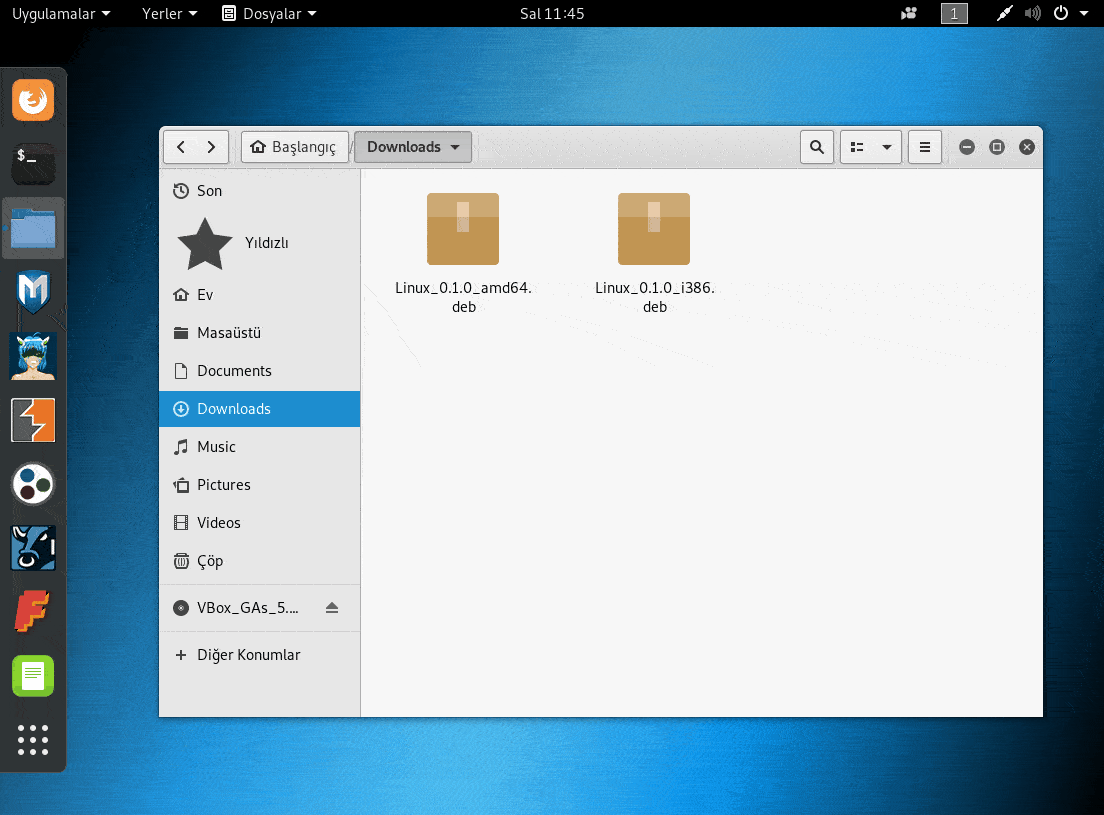 Uygulamalar Yerler Dosyalar Sal 11:45 1
$_
Başlangıç / Downloads
Son
Yıldızlı
Ev
Masaüstü
Documents
Downloads
Music
Pictures
Videos
Çöp
VBox_GAs_5....
Diğer Konumlar
Linux_0.1.0_amd64.
deb
Linux_0.1.0_i386.
deb